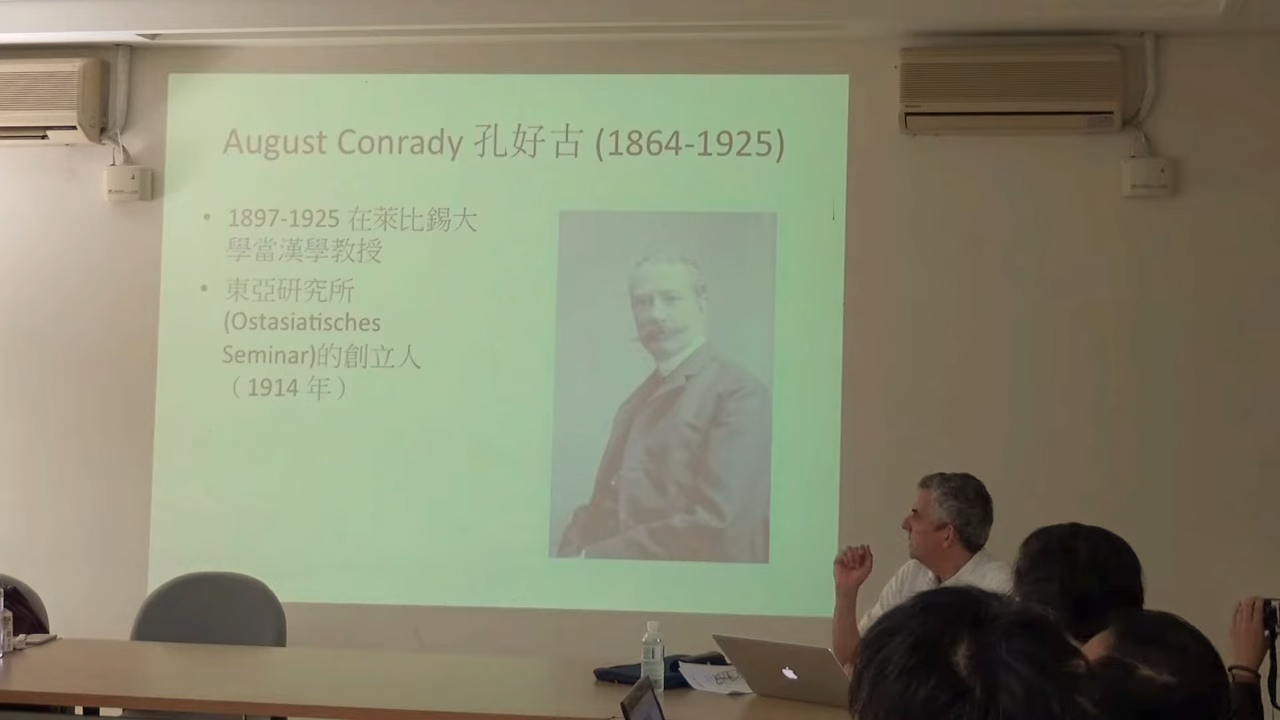 August Conrady 孔好古 (1864-1925)
• 1897-1925 在萊比錫大
學當漢學教授
• 東亞研究所
(Ostasiatisches
Seminar)的創立人
（1914 年）